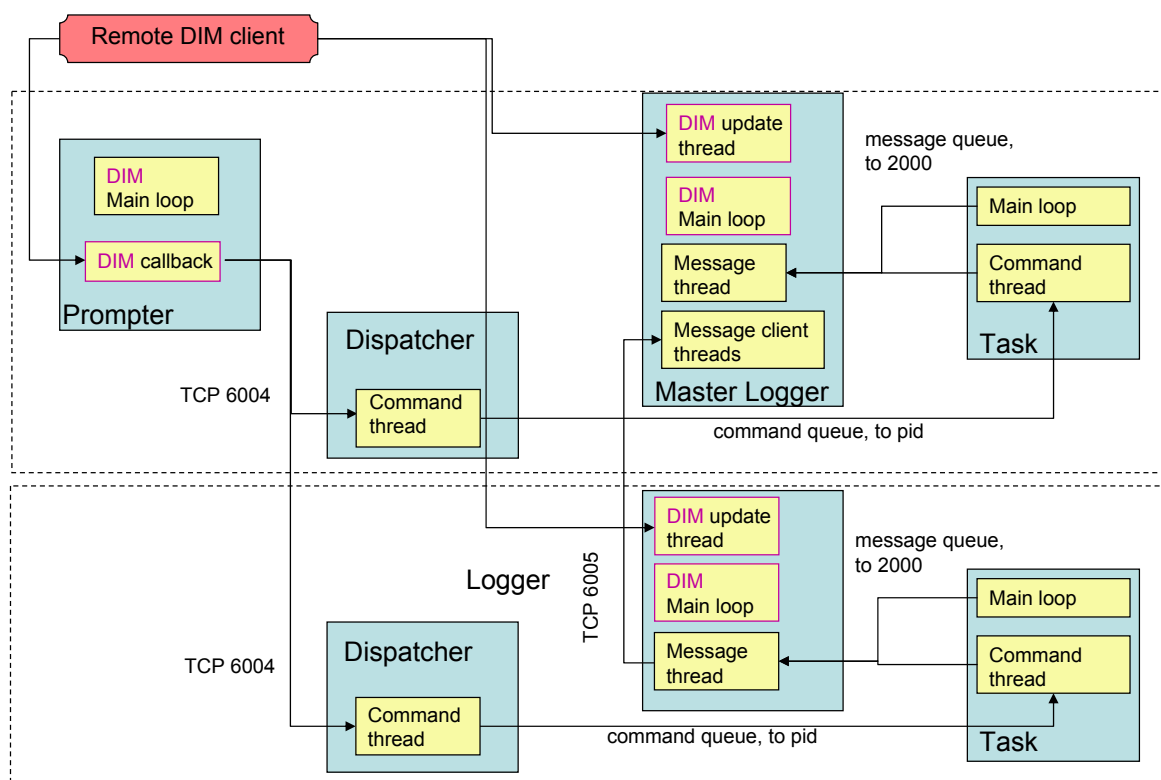 Remote DIM client
DIM
Main loop
DIM callback
Prompter
TCP 6004
Dispatcher
Command
thread
DIM update
thread
DIM
Main loop
Message
thread
Message client
threads
Master Logger
message queue,
to 2000
Main loop
Command
thread
Task
command queue, to pid
TCP 6004
Dispatcher
Command
thread
Logger
TCP 6005
DIM update
thread
DIM
Main loop
Message
thread
message queue,
to 2000
Main loop
Command
thread
Task
command queue, to pid